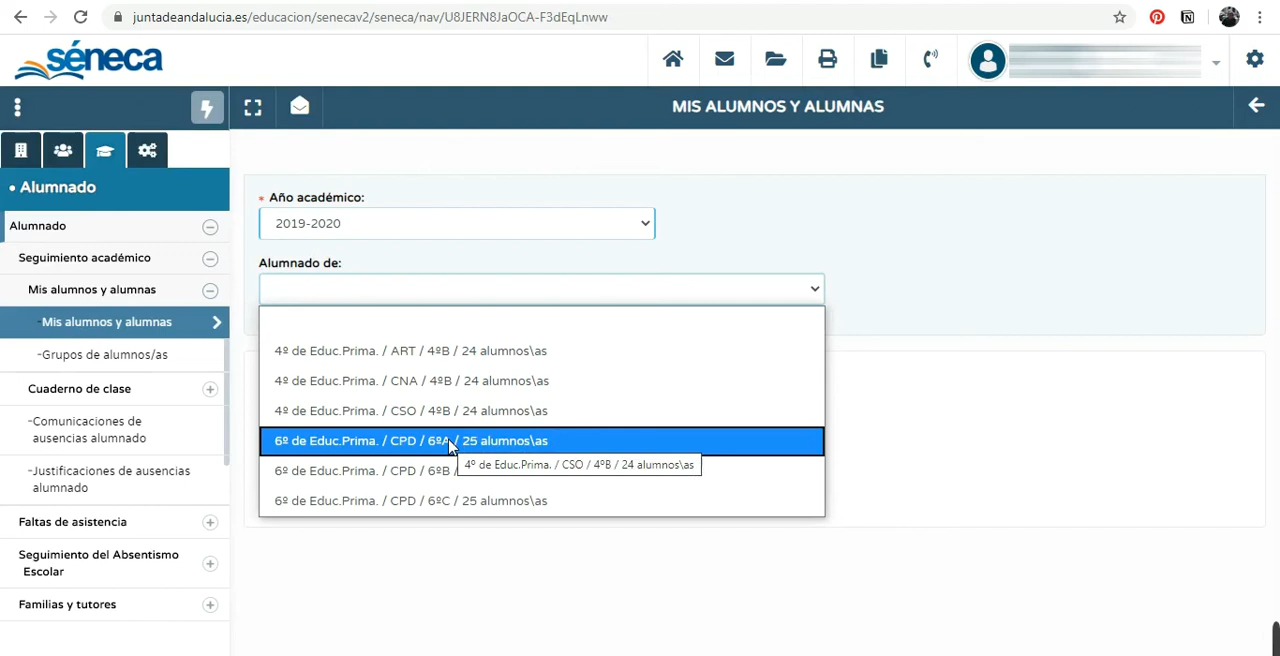 juntadeandalucia.es/educacion/senecav2/seneca/nav/U8JERN8JaOCA-F3dEqLnww
séneca
MIS ALUMNOS Y ALUMNAS
• Alumnado
Alumnado
Seguimiento académico
Mis alumnos y alumnas
-Mis alumnos y alumnas
-Grupos de alumnos/as
Cuaderno de clase
-Comunicaciones de
ausencias alumnado
-Justificaciones de ausencias
alumnado
Faltas de asistencia
Seguimiento del Absentismo
Escolar
Familias y tutores
* Año académico:
2019-2020
Alumnado de:
4º de Educ.Prima. / ART / 4ºB / 24 alumnos\as
4º de Educ.Prima. / CNA / 4ºB / 24 alumnos\as
4º de Educ.Prima. / CSO / 4ºB / 24 alumnos\as
6º de Educ.Prima. / CPD / 6ºA / 25 alumnos\as
4º de Educ.Prima. / CSO / 4ºB / 24 alumnos\as
6º de Educ.Prima. / CPD / 6ºB /
6º de Educ.Prima. / CPD / 6ºC / 25 alumnos\as